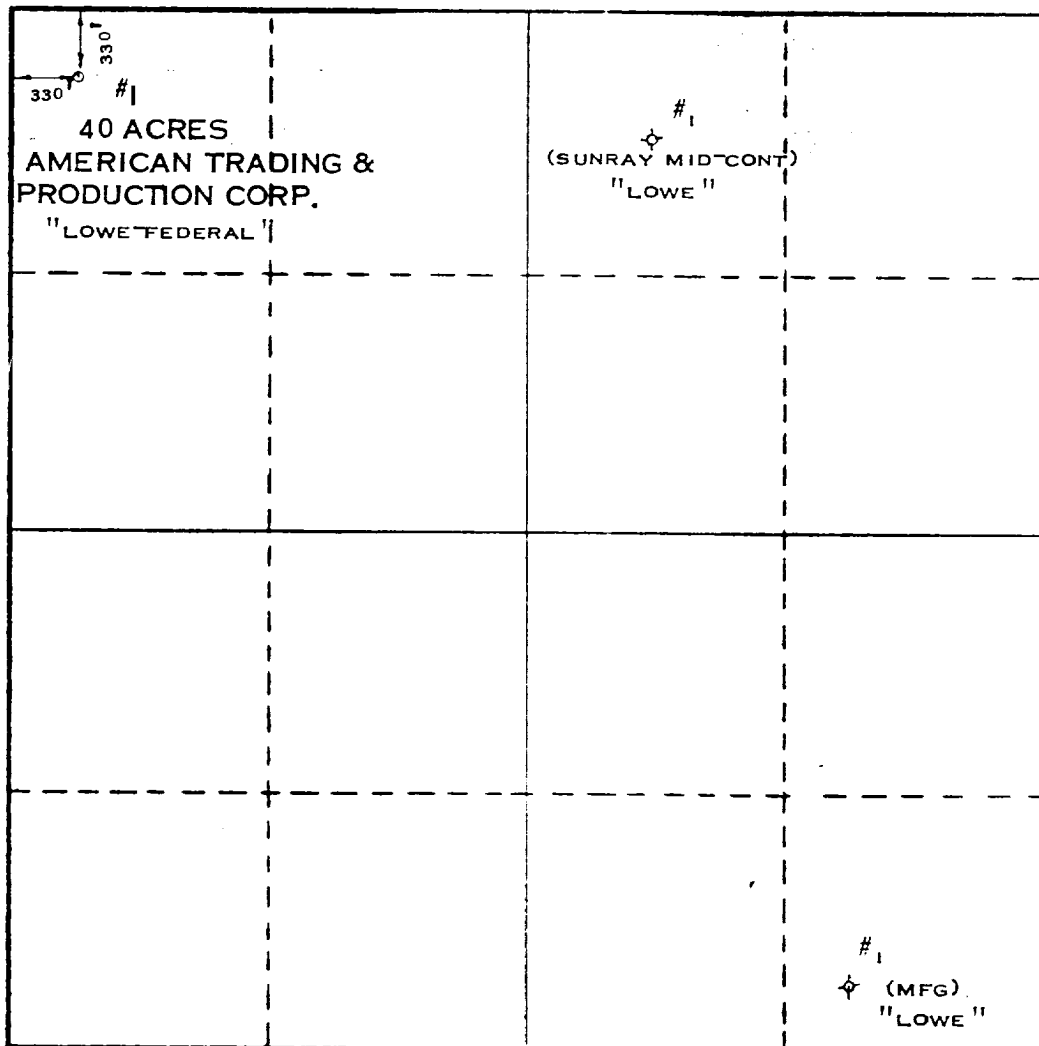 330'
330'
#1
40 ACRES
AMERICAN TRADING &
PRODUCTION CORP.
"LOWE-FEDERAL"
#1
(SUNRAY MID-CONT)
"LOWE"
#1
(MFG)
"LOWE"